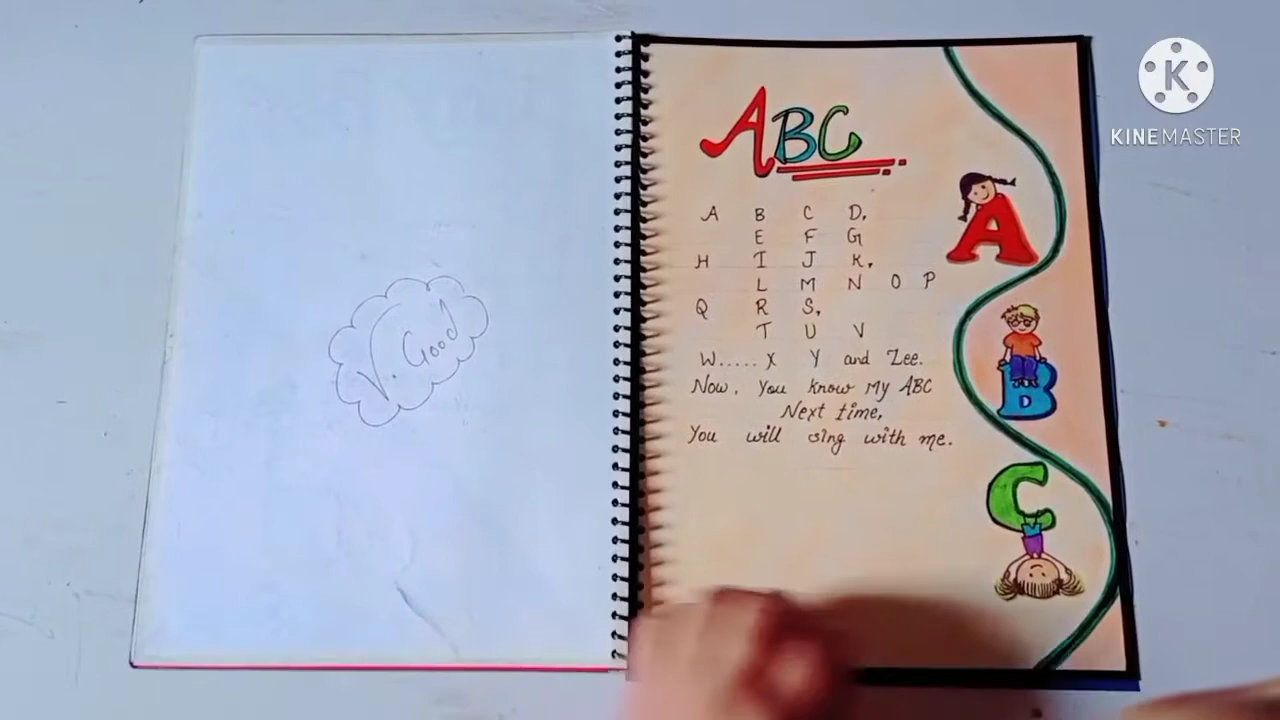 V. Good
ABC
A B C D,
E F G
H I J K,
L M N O P
Q R S,
T U V
W.....X Y and Zee.
Now, You know My ABC
Next time,
You will sing with me.
A
B
C
K
KINEMASTER